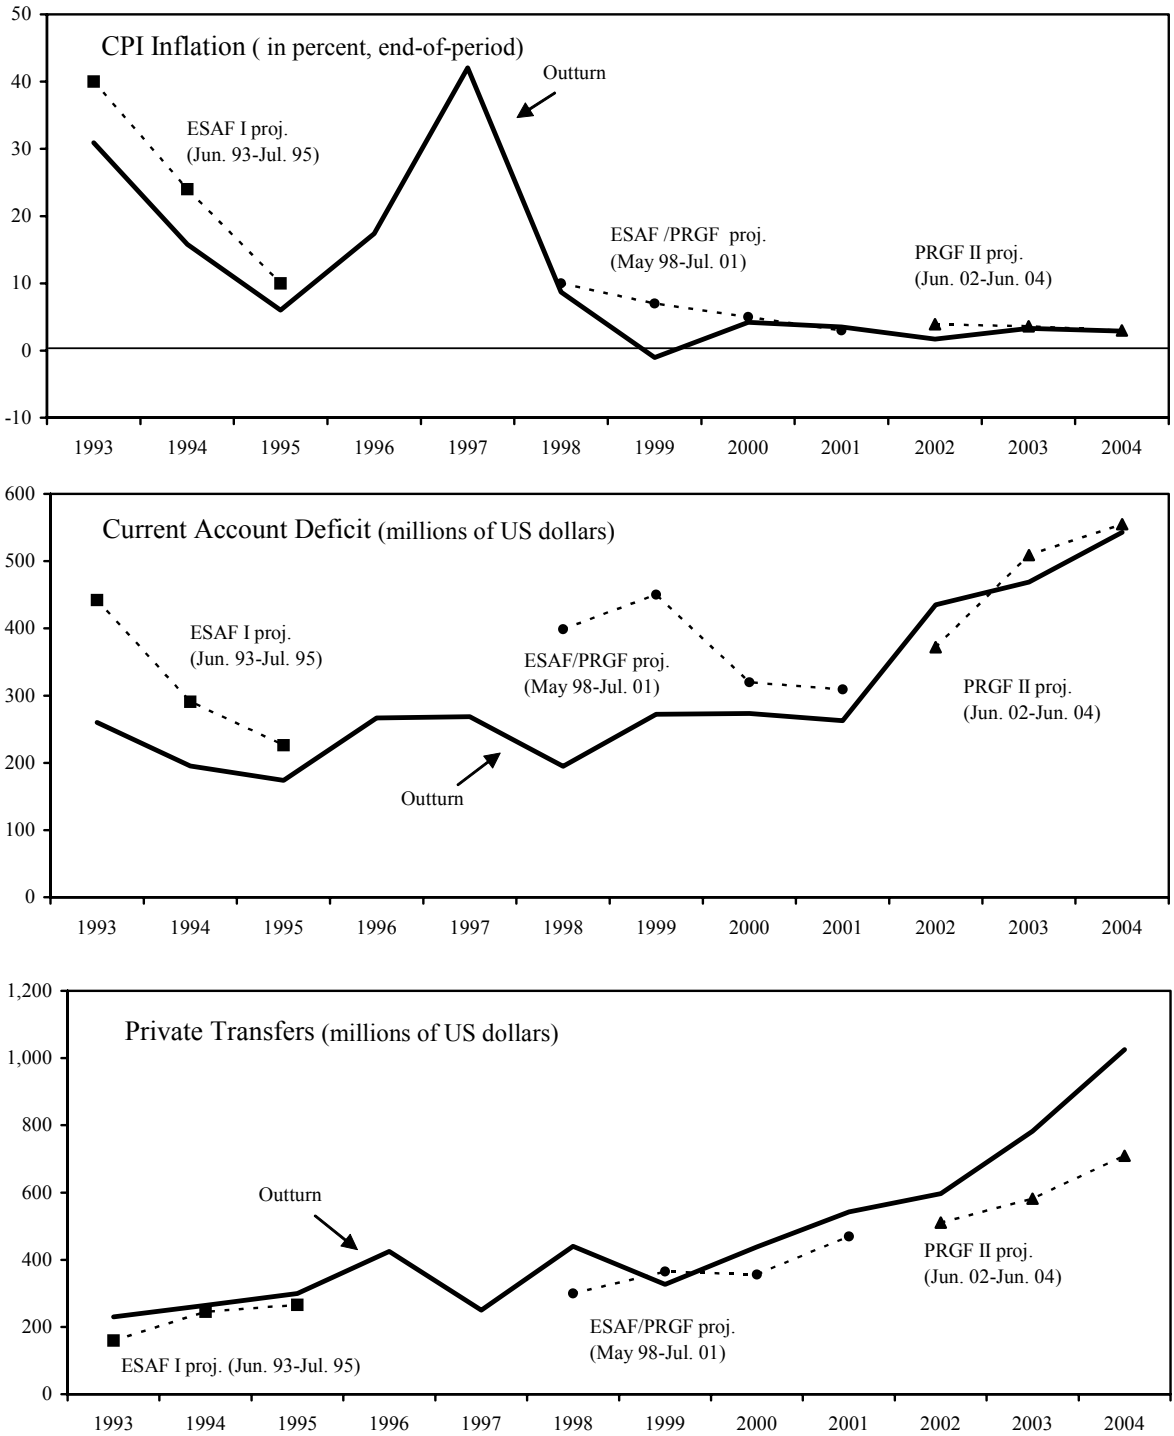 CPI Inflation ( in percent, end-of-period)
50
40
30
20
10
0
-10
Outturn
ESAF I proj.
(Jun. 93-Jul. 95)
ESAF /PRGF proj.
(May 98-Jul. 01)
PRGF II proj.
(Jun. 02-Jun. 04)
1993 1994 1995 1996 1997 1998 1999 2000 2001 2002 2003 2004
Current Account Deficit (millions of US dollars)
600
500
400
300
200
100
0
ESAF I proj.
(Jun. 93-Jul. 95)
ESAF/PRGF proj.
(May 98-Jul. 01)
PRGF II proj.
(Jun. 02-Jun. 04)
Outturn
1993 1994 1995 1996 1997 1998 1999 2000 2001 2002 2003 2004
Private Transfers (millions of US dollars)
1,200
1,000
800
600
400
200
0
Outturn
PRGF II proj.
(Jun. 02-Jun. 04)
ESAF/PRGF proj.
(May 98-Jul. 01)
ESAF I proj. (Jun. 93-Jul. 95)
1993 1994 1995 1996 1997 1998 1999 2000 2001 2002 2003 2004